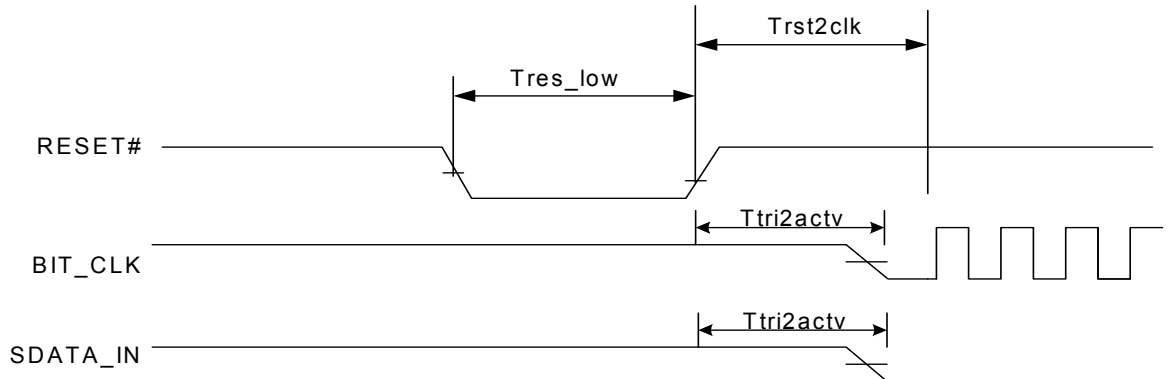 Trst2clk
Tres_low
RESET#
Ttri2actv
BIT_CLK
Ttri2actv
SDATA_IN